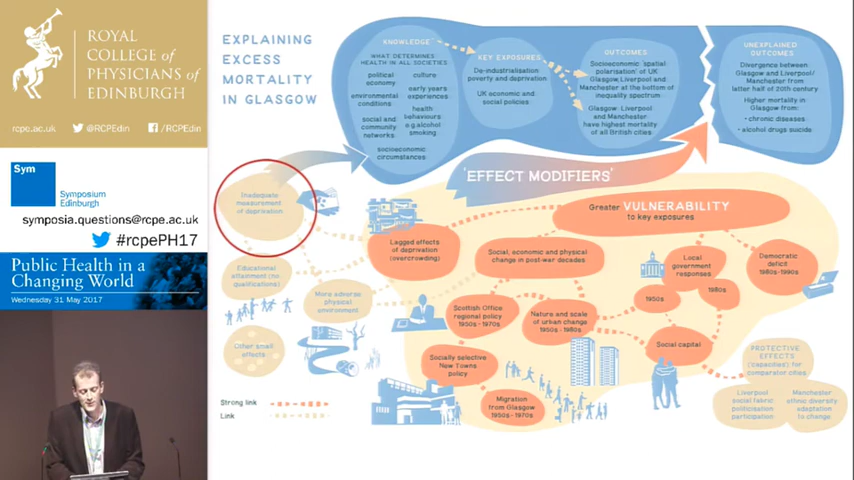 ROYAL
COLLEGE of
PHYSICIANS of
EDINBURGH
rcpe.ac.uk
@RCPEdin
/RCPEdin
Sym
Symposium
Edinburgh
symposia.questions@rcpe.ac.uk
#rcpePH17
Public Health in a
Changing World
Wednesday 31 May 2017
EXPLAINING
EXCESS
MORTALITY
IN GLASGOW
KNOWLEDGE
WHAT DETERMINES
HEALTH IN ALL SOCIETIES
political
economy
culture
environmental
conditions
early years
experiences
social and
community
networks
health
behaviours
e.g alcohol
smoking
socioeconomic
circumstances
KEY EXPOSURES
De-industrialisation
poverty and deprivation
UK economic and
social policies
OUTCOMES
Socioeconomic 'spatial
polarisation' of UK
Glasgow, Liverpool and
Manchester at the bottom of
inequality spectrum
Glasgow, Liverpool
and Manchester
have highest mortality
of all British cities
UNEXPLAINED
OUTCOMES
Divergence between
Glasgow and Liverpool/
Manchester from
latter half of 20th century
Higher mortality in
Glasgow from:
• chronic diseases
• alcohol drugs suicide
'EFFECT MODIFIERS'
Inadequate
measurement
of deprivation
Greater VULNERABILITY
to key exposures
Lagged effects
of deprivation
(overcrowding)
Social, economic and physical
change in post-war decades
Local
government
responses
Democratic
deficit
1980s-1990s
Educational
attainment (no
qualifications)
More adverse
physical
environment
1950s
1980s
Scottish Office
regional policy
1950s-1970s
Nature and scale
of urban change
1950s-1980s
Social capital
Other small
effects
Socially selective
New Towns
policy
PROTECTIVE
EFFECTS
('capacities') for
comparator cities
Migration
from Glasgow
1950s-1970s
Liverpool
social fabric:
politicisation
participation
Manchester
ethnic diversity:
adaptation
to change
Strong link
Link